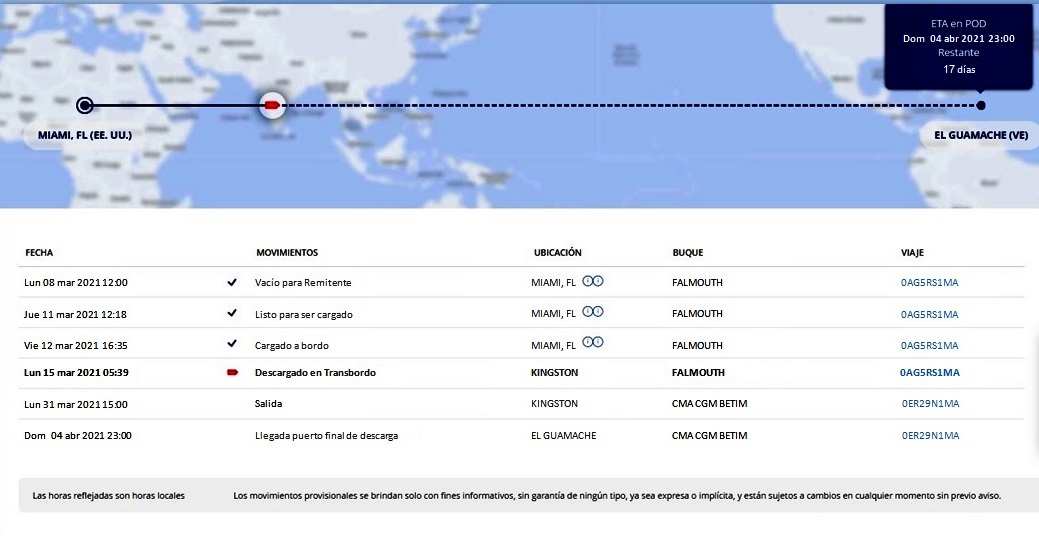 ETA en POD
Dom 04 abr 2021 23:00
Restante
17 días
MIAMI, FL (EE. UU.)
EL GUAMACHE (VE)
FECHA MOVIMIENTOS UBICACIÓN BUQUE VIAJE
Lun 08 mar 2021 12:00 Vacío para Remitente MIAMI, FL FALMOUTH 0AG5RS1MA
Jue 11 mar 2021 12:18 Listo para ser cargado MIAMI, FL FALMOUTH 0AG5RS1MA
Vie 12 mar 2021 16:35 Cargado a bordo MIAMI, FL FALMOUTH 0AG5RS1MA
Lun 15 mar 2021 05:39 Descargado en Transbordo KINGSTON FALMOUTH 0AG5RS1MA
Lun 31 mar 2021 15:00 Salida KINGSTON CMA CGM BETIM 0ER29N1MA
Dom 04 abr 2021 23:00 Llegada puerto final de descarga EL GUAMACHE CMA CGM BETIM 0ER29N1MA
Las horas reflejadas son horas locales Los movimientos provisionales se brindan solo con fines informativos, sin garantía de ningún tipo, ya sea expresa o implícita, y están sujetos a cambios en cualquier momento sin previo aviso.